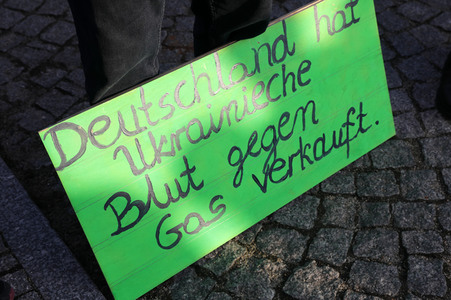 Deutschland hat
Ukrainieche
Blut gegen
Gas verkauft.